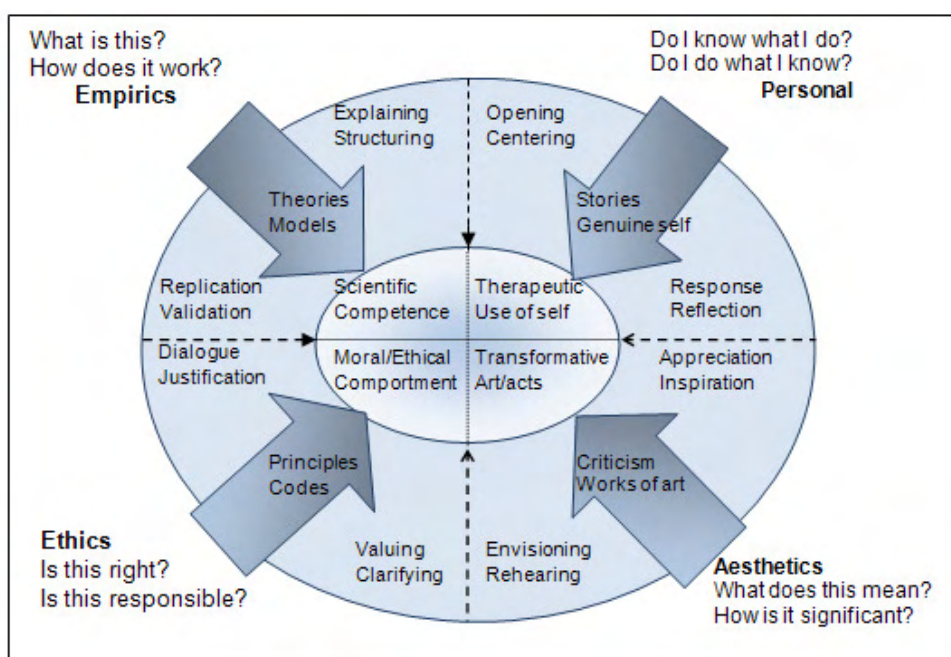 What is this?
How does it work?
Empirics
Do I know what I do?
Do I do what I know?
Personal
Explaining
Structuring
Opening
Centering
Theories
Models
Stories
Genuine self
Replication
Validation
Scientific
Competence
Therapeutic
Use of self
Response
Reflection
Dialogue
Justification
Moral/Ethical
Comportment
Transformative
Art/acts
Appreciation
Inspiration
Principles
Codes
Criticism
Works of art
Ethics
Is this right?
Is this responsible?
Valuing
Clarifying
Envisioning
Rehearing
Aesthetics
What does this mean?
How is it significant?